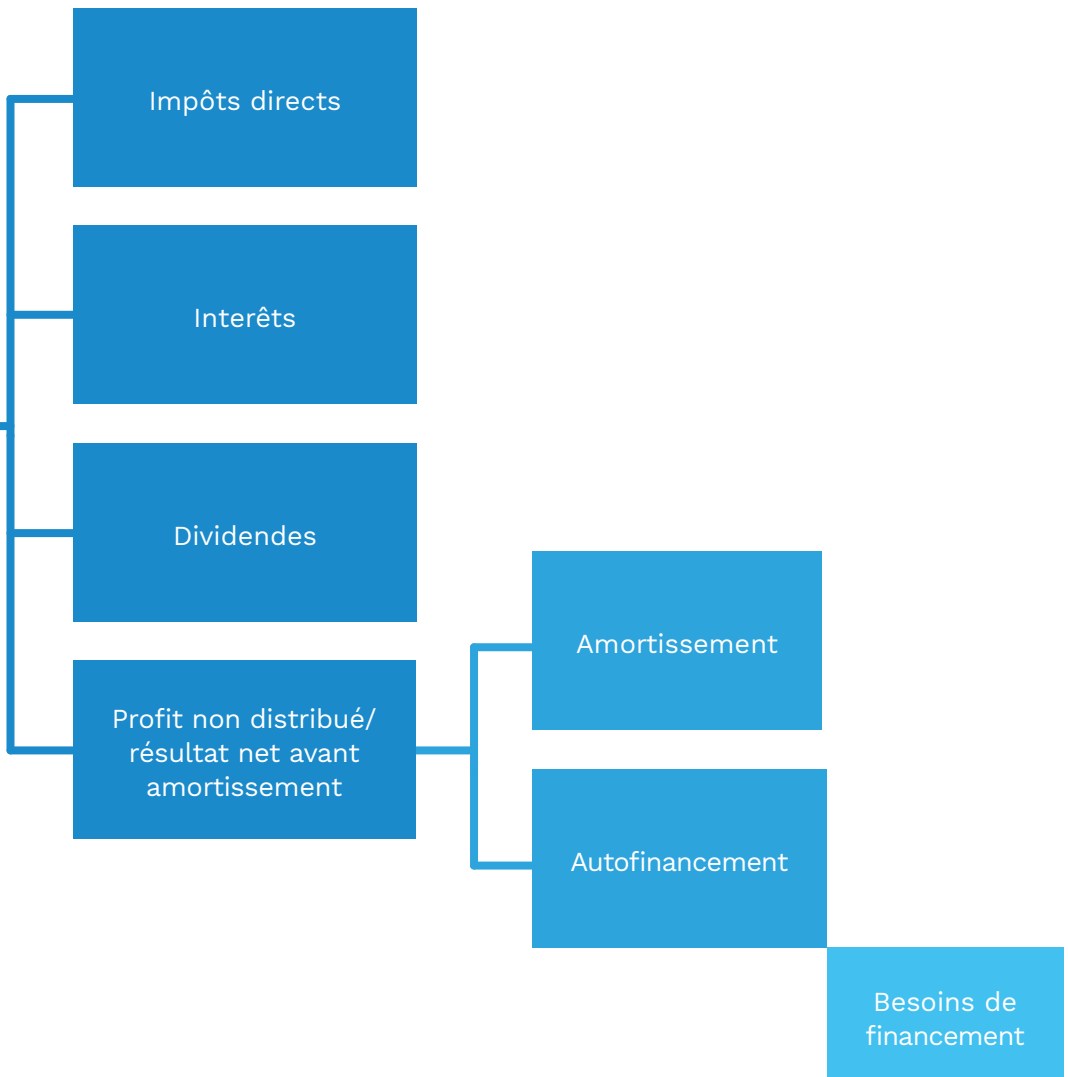 Impôts directs
Interêts
Dividendes
Profit non distribué/
résultat net avant
amortissement
Amortissement
Autofinancement
Besoins de
financement